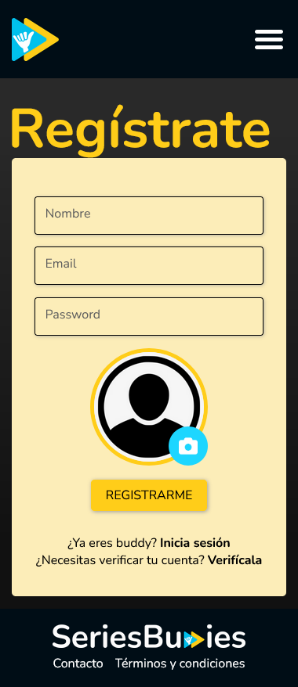 Regístrate
Nombre
Email
Password
REGISTRARME
¿Ya eres buddy? Inicia sesión
¿Necesitas verificar tu cuenta? Verifícala
SeriesBuddies
Contacto Términos y condiciones